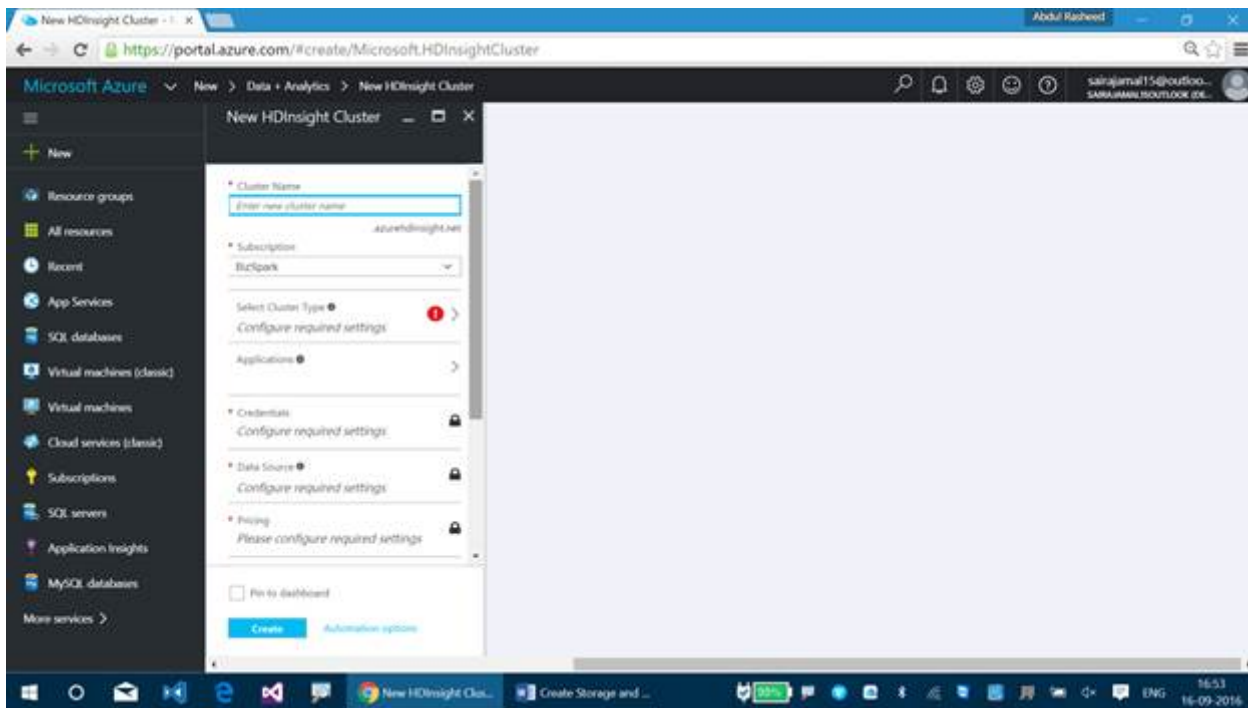 New HDInsight Cluster - 
Abdul Rasheed
https://portal.azure.com/#create/Microsoft.HDInsightCluster
Microsoft Azure New > Data + Analytics > New HDInsight Cluster
sairajamal15@outloo...
New HDInsight Cluster
New
Resource groups
All resources
Recent
App Services
SQL databases
Virtual machines (classic)
Virtual machines
Cloud services (classic)
Subscriptions
SQL servers
Application Insights
MySQL databases
More services >
* Cluster Name
Enter new cluster name
.azurehdinsight.net
* Subscription
BizSpark
Select Cluster Type
Configure required settings
Applications
* Credentials
Configure required settings
* Data Source
Configure required settings
* Pricing
Please configure required settings
Pin to dashboard
Create Automation options
New HDInsight Clus...
Create Storage and ...
99%
ENG
16:53
16-09-2016